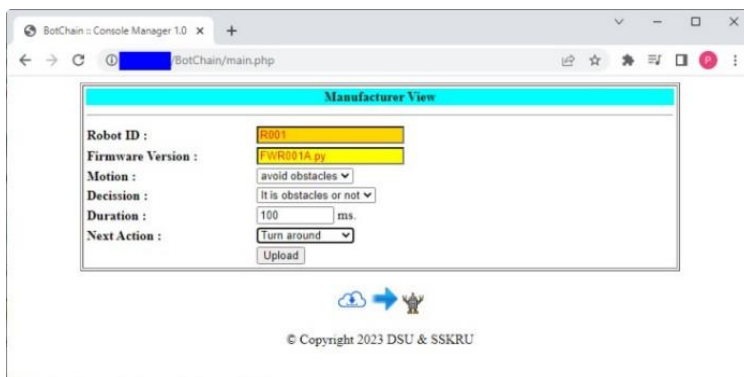 BotChain :: Console Manager 1.0
/BotChain/main.php
P
Manufacturer View
Robot ID : R001
Firmware Version : FWR001A.py
Motion : avoid obstacles
Decission : It is obstacles or not
Duration : 100 ms.
Next Action : Turn around
Upload
© Copyright 2023 DSU & SSKRU